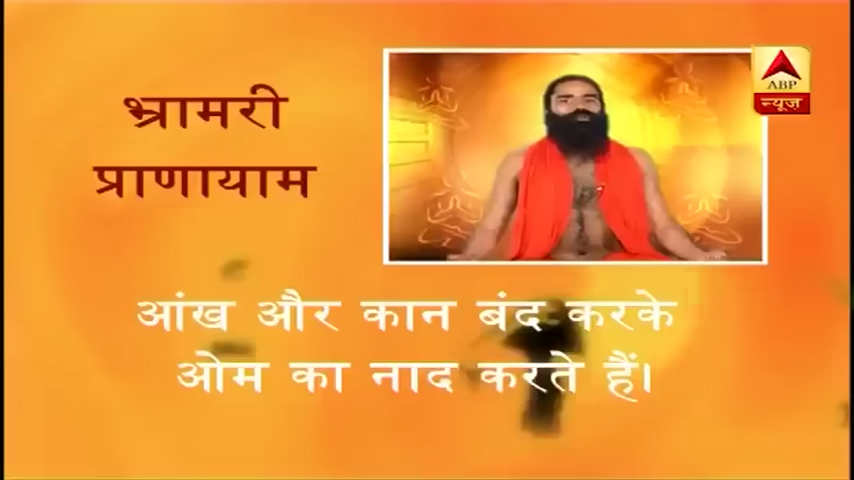 भ्रामरी
प्राणायाम
ABP
न्यूज़
आंख और कान बंद करके
ओम का नाद करते हैं।